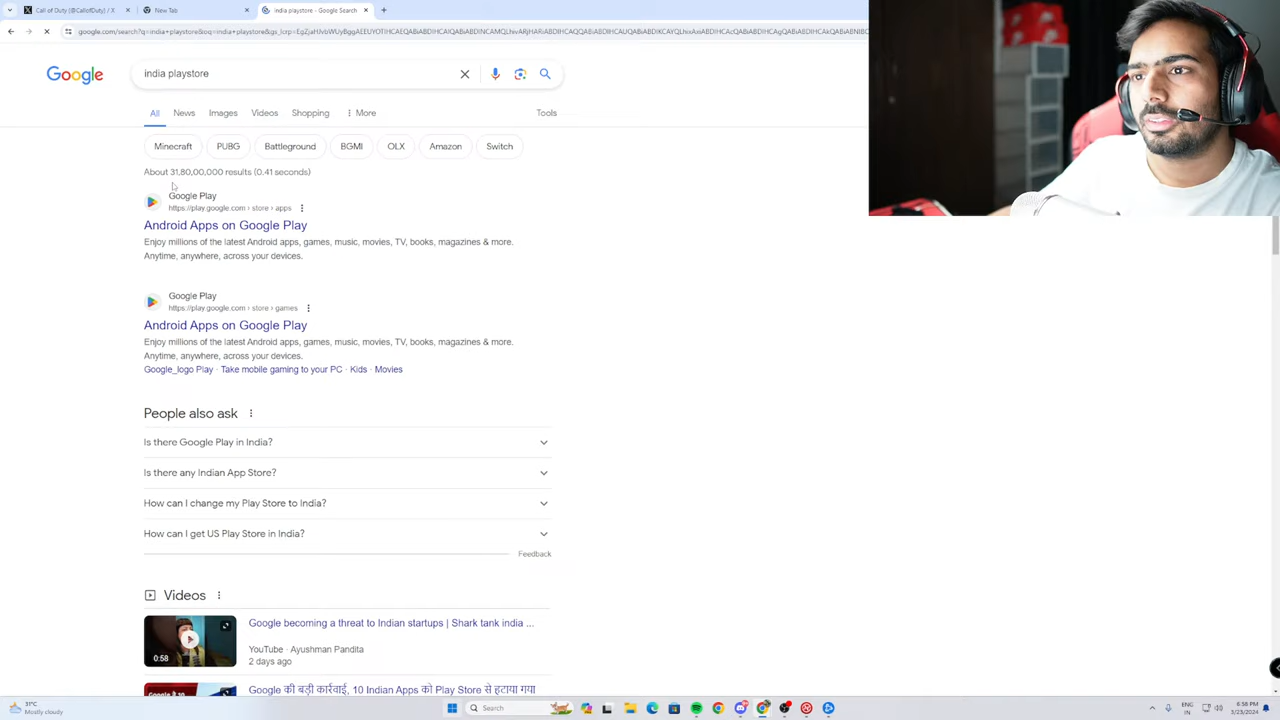 Call of Duty (@CallofDuty) / X
New Tab
india playstore - Google Search
Google
india playstore
All
News
Images
Videos
Shopping
More
Tools
Minecraft
PUBG
Battleground
BGMI
OLX
Amazon
Switch
About 31,80,00,000 results (0.41 seconds)
Google Play
https://play.google.com › store › apps
Android Apps on Google Play
Enjoy millions of the latest Android apps, games, music, movies, TV, books, magazines & more.
Anytime, anywhere, across your devices.
Google Play
https://play.google.com › store › games
Android Apps on Google Play
Enjoy millions of the latest Android apps, games, music, movies, TV, books, magazines & more.
Anytime, anywhere, across your devices.
Google_logo Play · Take mobile gaming to your PC · Kids · Movies
People also ask
Is there Google Play in India?
Is there any Indian App Store?
How can I change my Play Store to India?
How can I get US Play Store in India?
Feedback
Videos
0:58
Google becoming a threat to Indian startups | Shark tank india ...
YouTube · Ayushman Pandita
2 days ago
Google की बड़ी कार्रवाई, 10 Indian Apps को Play Store से हटाया गया
31°C
Mostly cloudy
Search
ENG
IN
6:58 PM
3/23/2024